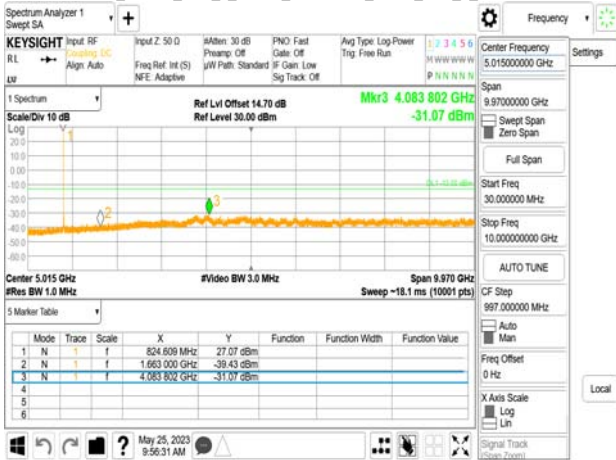 Spectrum Analyzer 1
Swept SA
Frequency
KEYSIGHT
RL
Input: RF
Coupling: DC
Align: Auto
Input Z: 50 Ω
Freq Ref: Int (S)
NFE: Adaptive
#Atten: 30 dB
Preamp: Off
µW Path: Standard
PNO: Fast
Gate: Off
IF Gain: Low
Sig Track: Off
Avg Type: Log-Power
Trig: Free Run
1 2 3 4 5 6
M W W W W W
P N N N N N
1 Spectrum
Scale/Div 10 dB
Log
Ref Lvl Offset 14.70 dB
Ref Level 30.00 dBm
Mkr3 4.083 802 GHz
-31.07 dBm
20.0
10.0
0.00
-10.0
-20.0
-30.0
-40.0
-50.0
-60.0
1
2
3
DL1 -13.00 dBm
Center 5.015 GHz
#Res BW 1.0 MHz
#Video BW 3.0 MHz
Span 9.970 GHz
Sweep ~18.1 ms (10001 pts)
5 Marker Table
Mode Trace Scale X Y Function Function Width Function Value
1 N 1 f 824.609 MHz 27.07 dBm
2 N 1 f 1.663 000 GHz -39.43 dBm
3 N 1 f 4.083 802 GHz -31.07 dBm
4
5
6
May 25, 2023
9:56:31 AM
Center Frequency
5.015000000 GHz
Settings
Span
9.97000000 GHz
Swept Span
Zero Span
Full Span
Start Freq
30.000000 MHz
Stop Freq
10.000000000 GHz
AUTO TUNE
CF Step
997.000000 MHz
Auto
Man
Freq Offset
0 Hz
X Axis Scale
Log
Lin
Signal Track
(Span Zoom)
Local